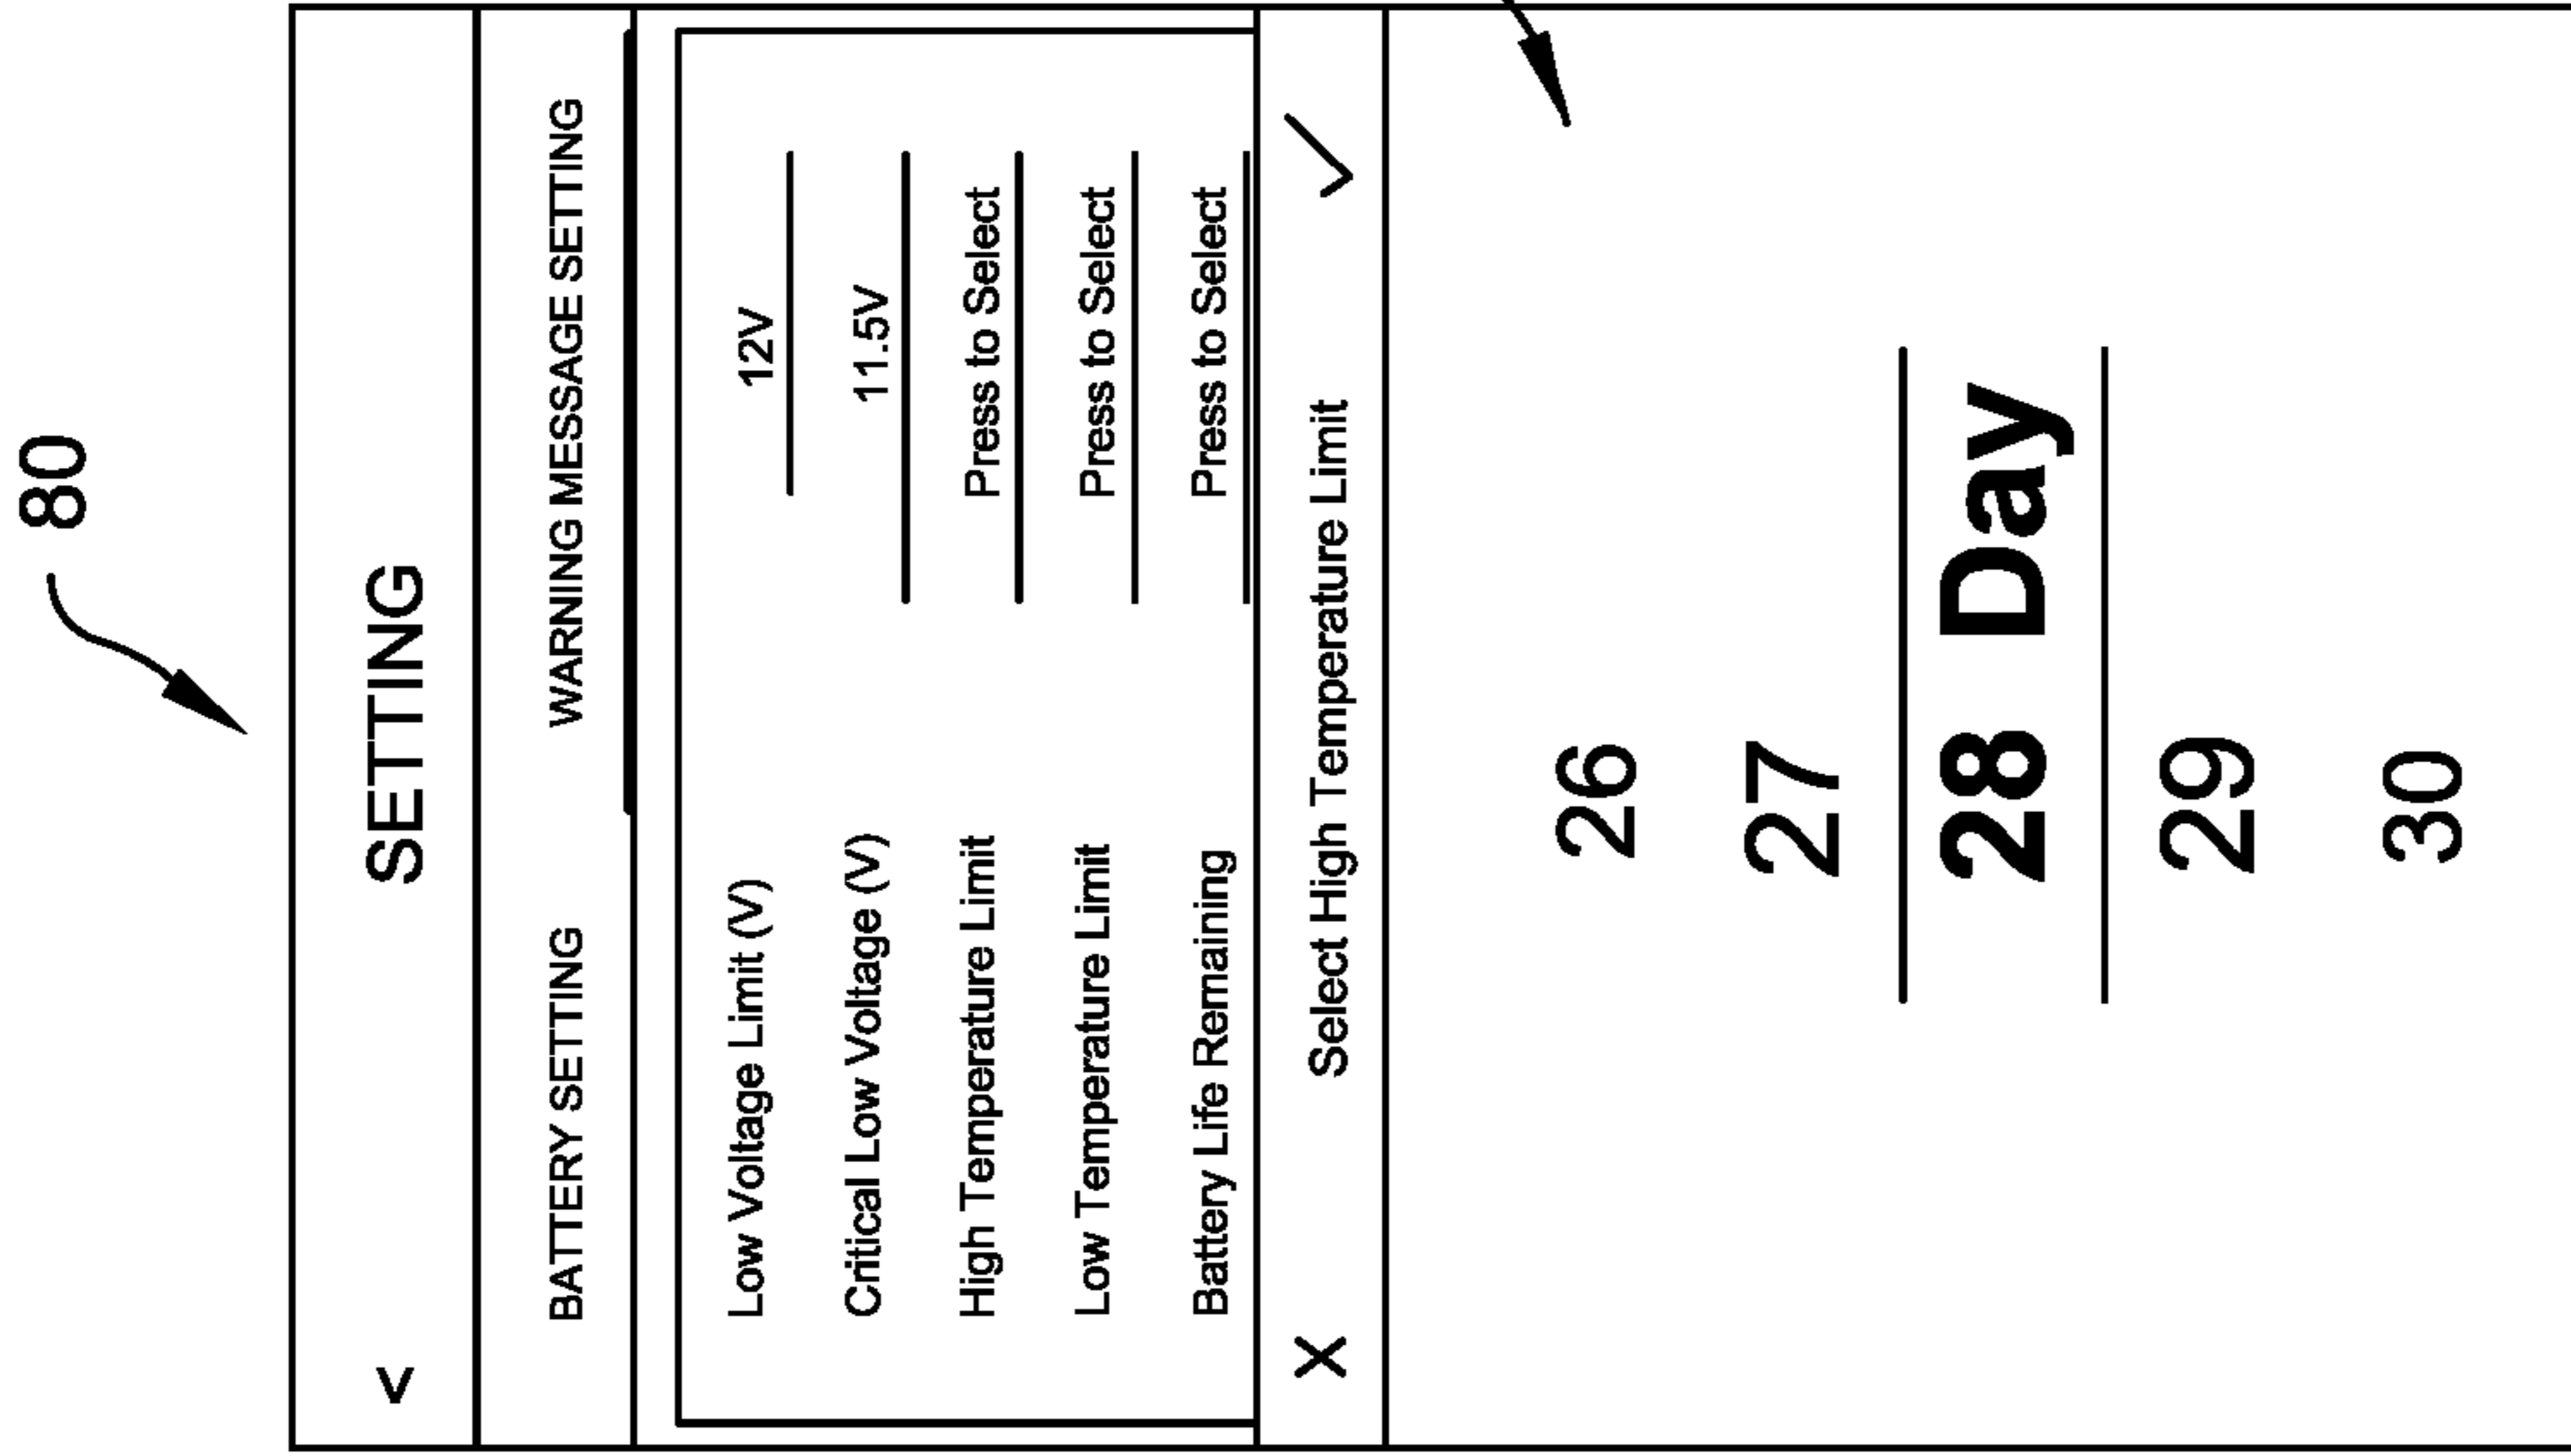 80
< SETTING
BATTERY SETTING WARNING MESSAGE SETTING
Low Voltage Limit (V) 12V
Critical Low Voltage (V) 11.5V
High Temperature Limit Press to Select
Low Temperature Limit Press to Select
Battery Life Remaining Press to Select
X Select High Temperature Limit ✓
26
27
28 Day
29
30